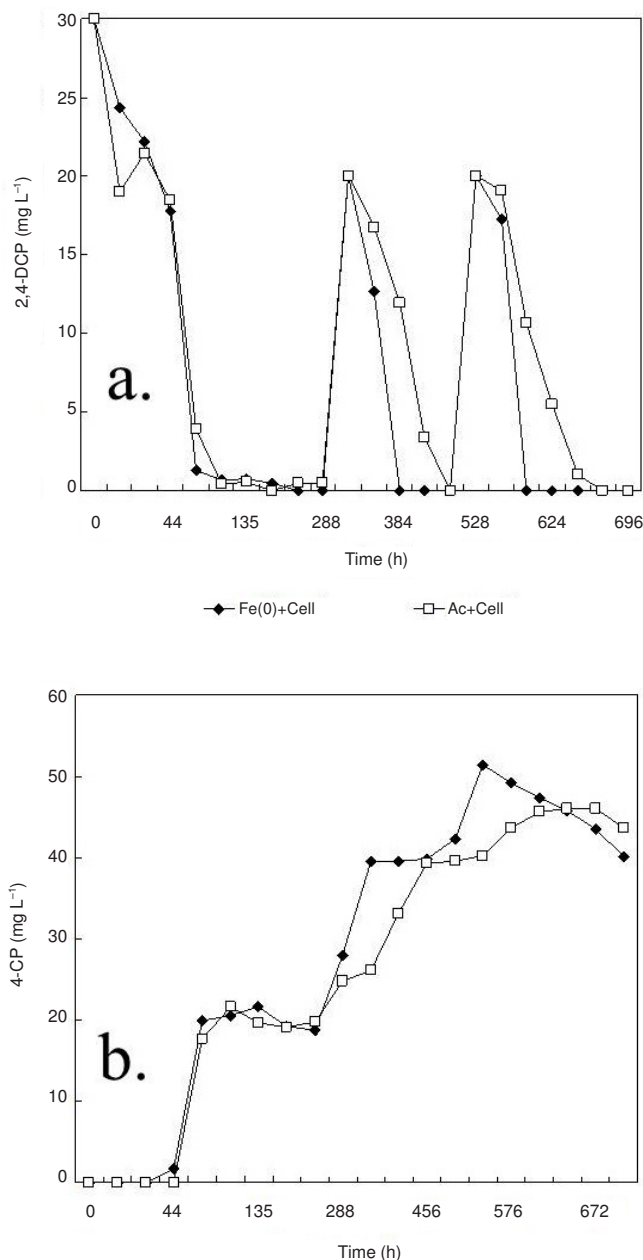 30
25
20
15
10
5
0
2,4-DCP (mg L⁻¹)
a.
0 44 135 288 384 528 624 696
Time (h)
Fe(0)+Cell Ac+Cell
60
50
40
30
20
10
0
4-CP (mg L⁻¹)
b.
0 44 135 288 456 576 672
Time (h)